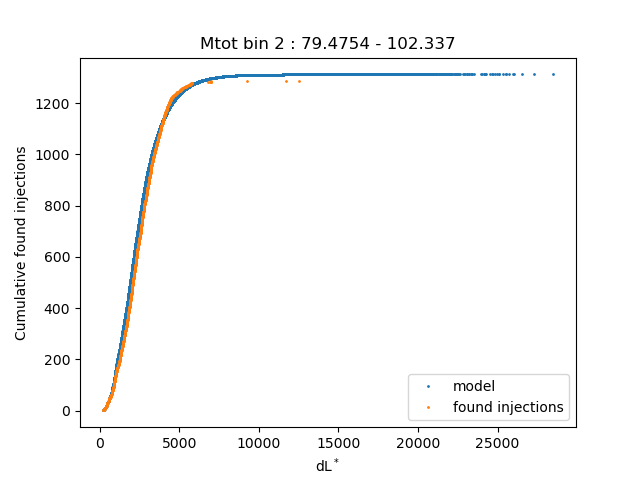 Mtot bin 2 : 79.4754 - 102.337
Cumulative found injections
1200
1000
800
600
400
200
0
0 5000 10000 15000 20000 25000
dL*
model
found injections